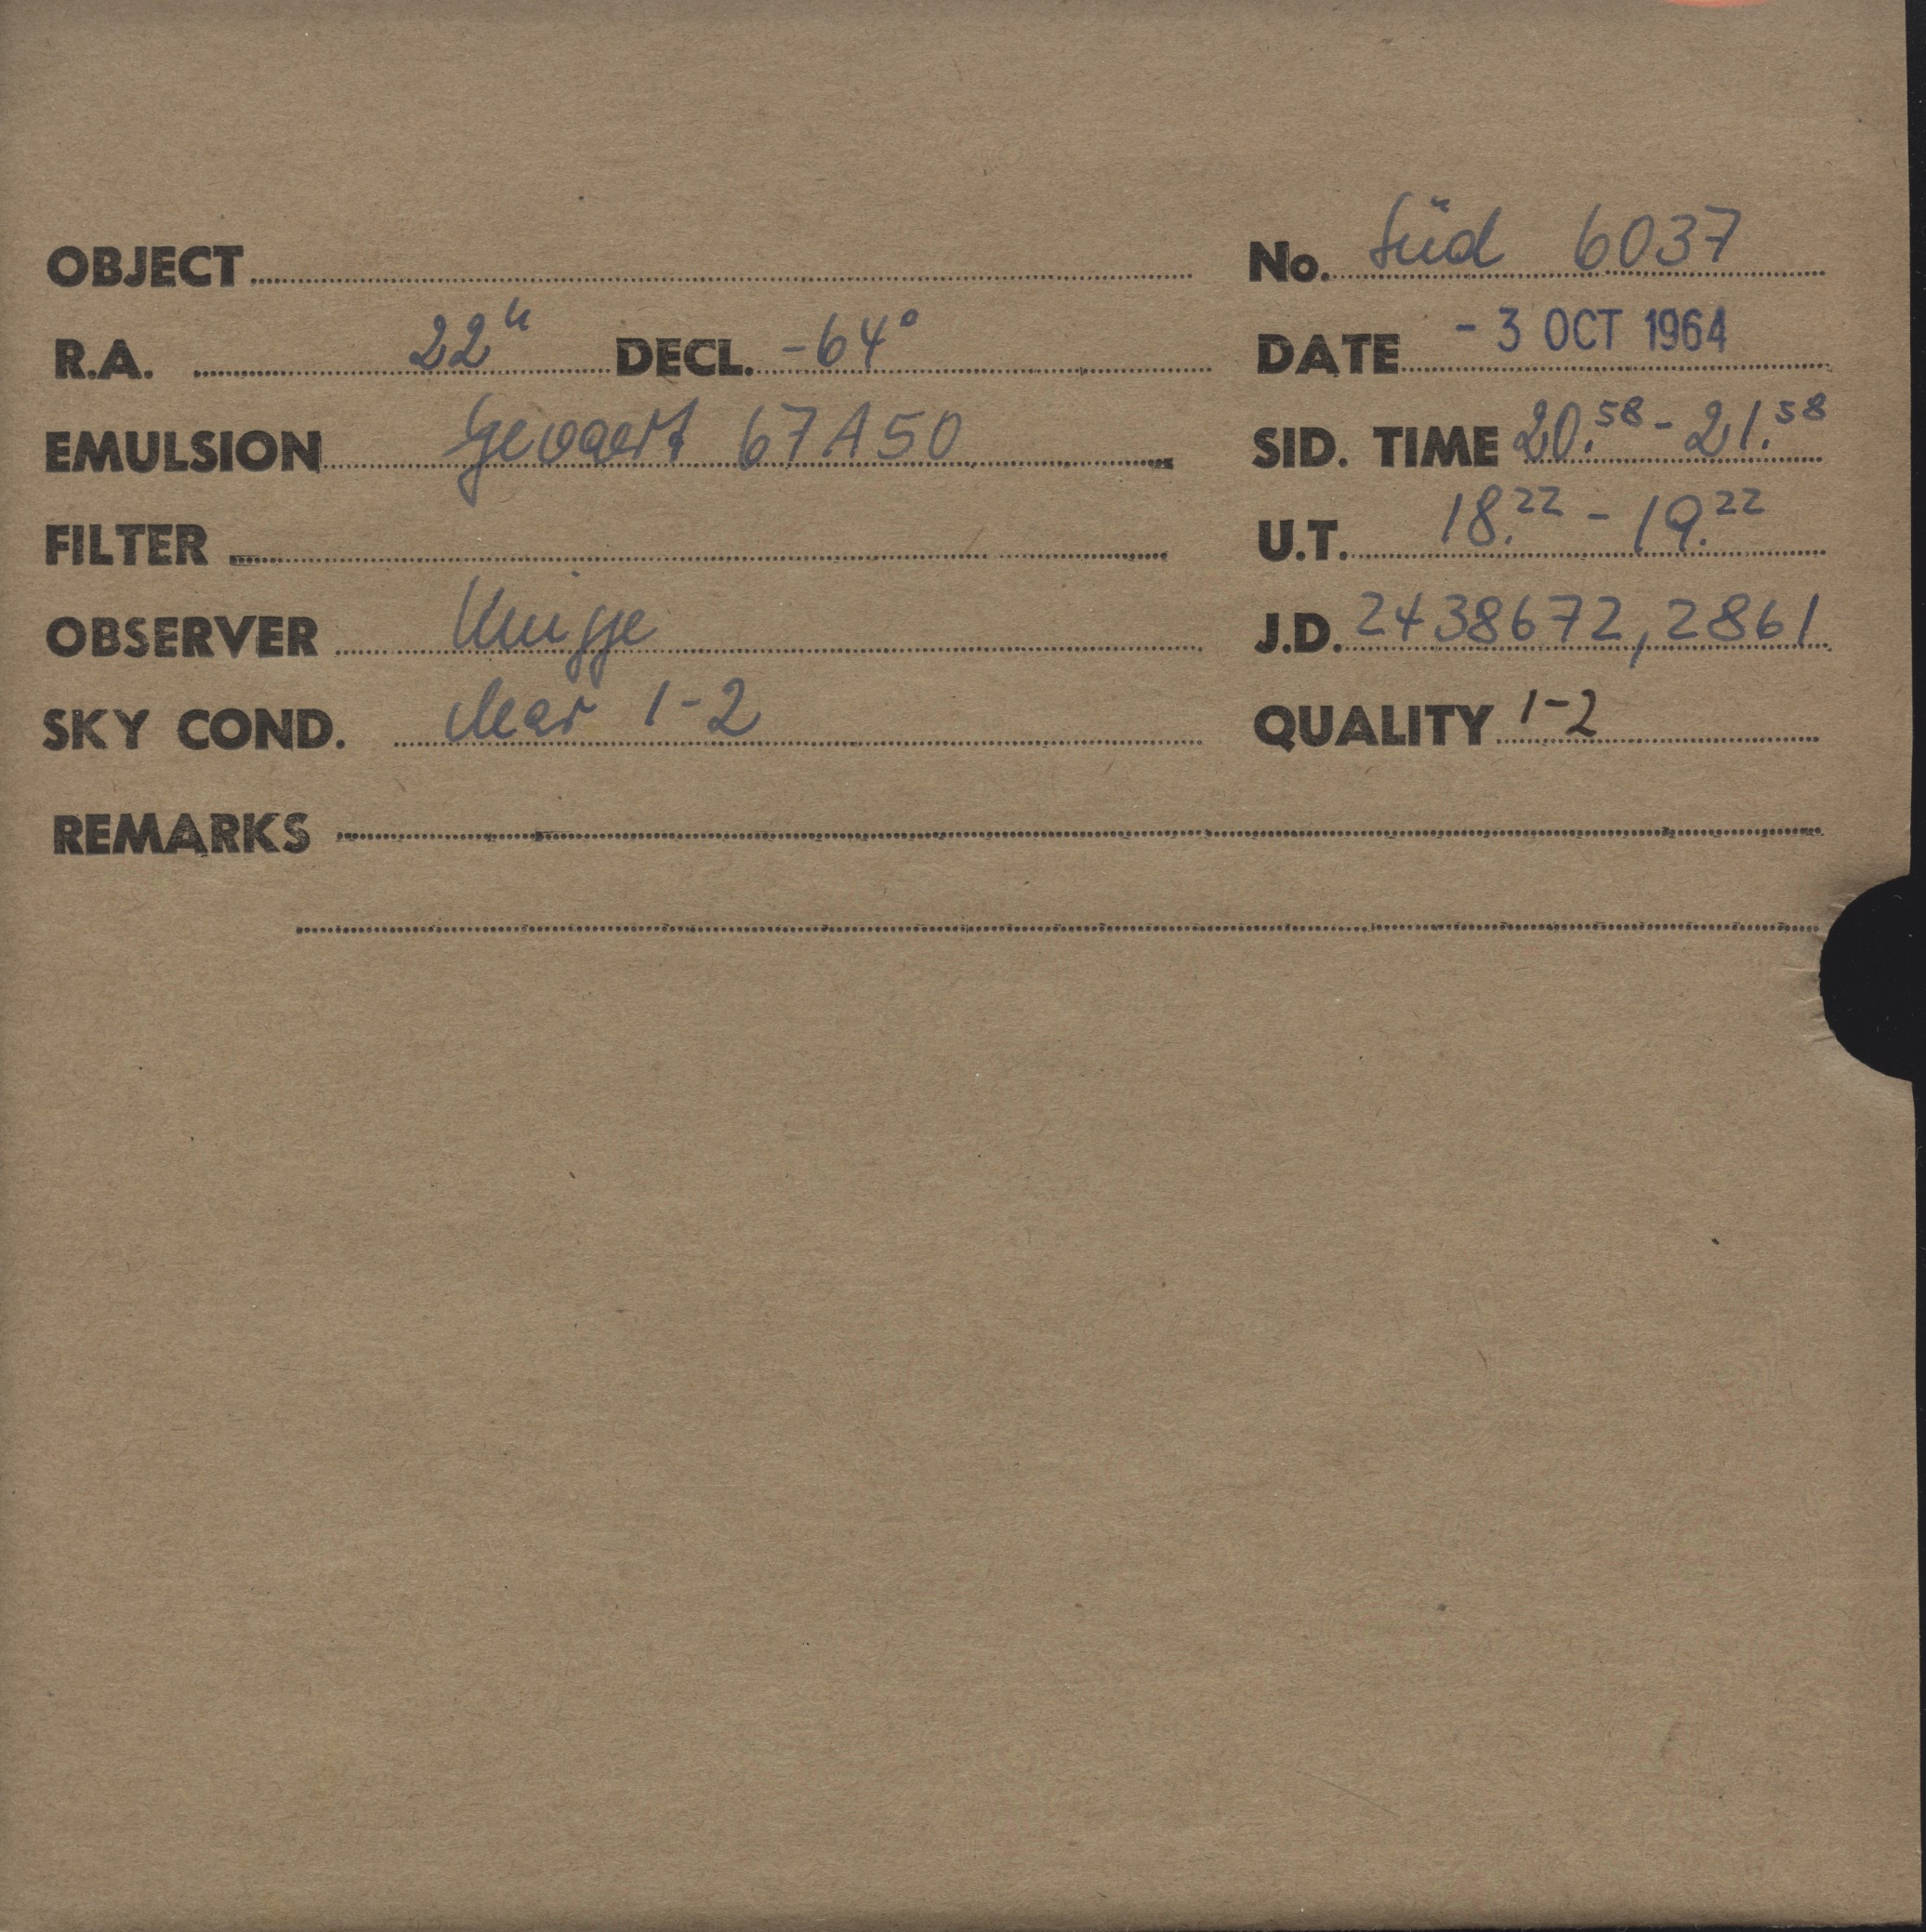 OBJECT No. Süd 6037
R.A. 22h DECL. -64° DATE - 3 OCT 1964
EMULSION Gevaert 67A50 SID. TIME 20.58 - 21.58
FILTER U.T. 18.22 - 19.22
OBSERVER J.D. 2438672,2861
SKY COND. clear 1-2 QUALITY 1-2
REMARKS